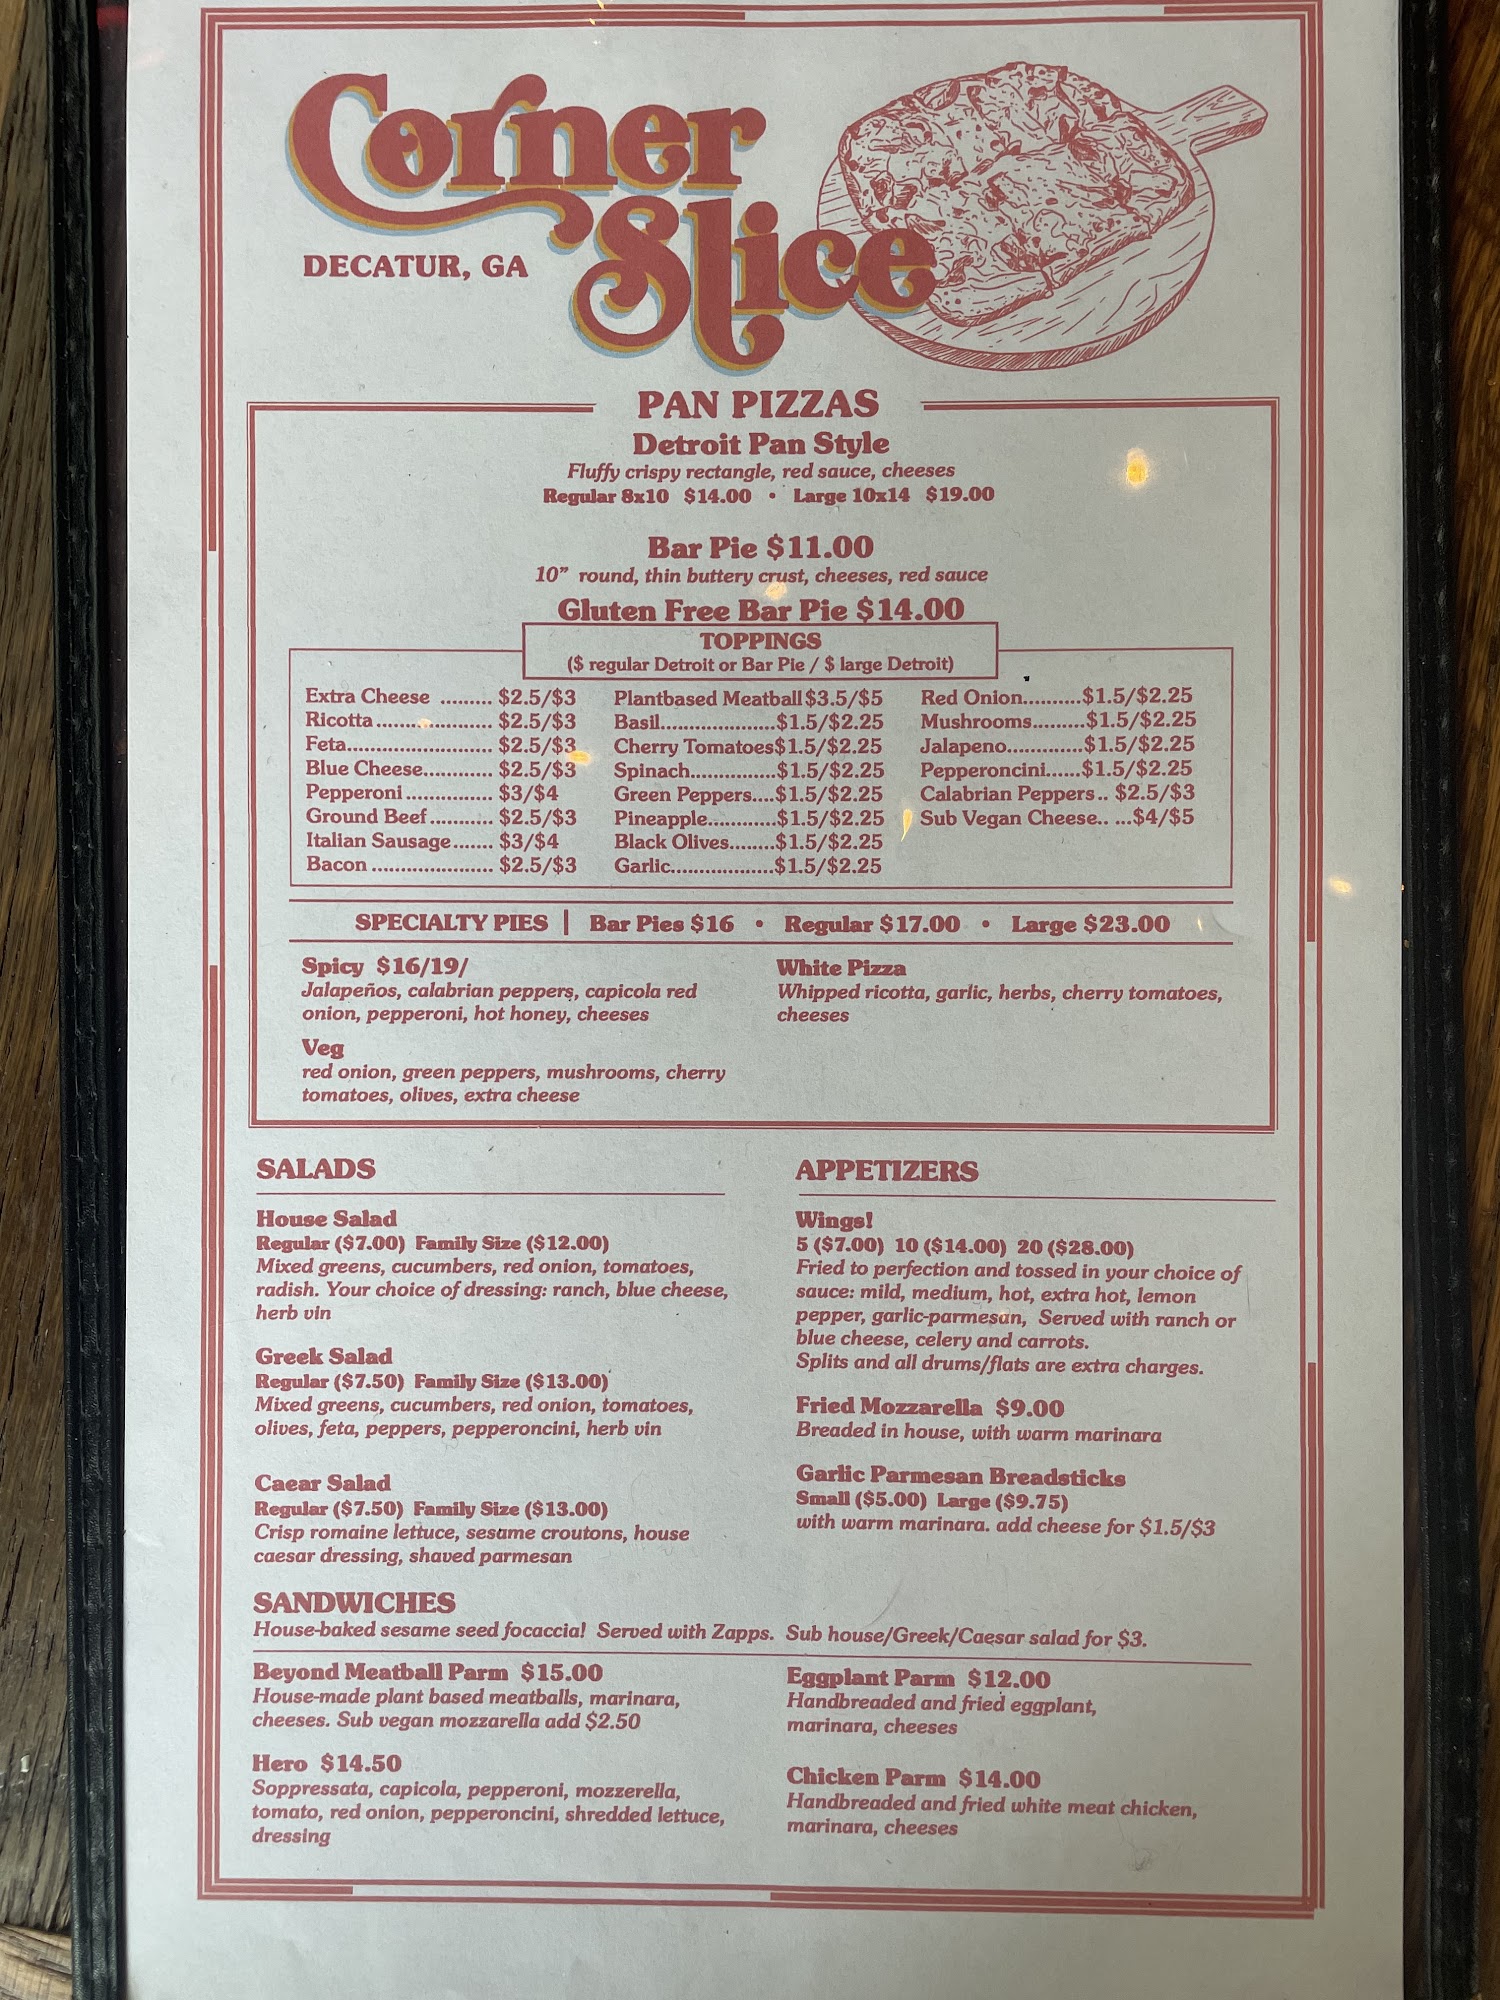 Corner
Slice
DECATUR, GA
PAN PIZZAS
Detroit Pan Style
Fluffy crispy rectangle, red sauce, cheeses
Regular 8x10 $14.00 • Large 10x14 $19.00
Bar Pie $11.00
10” round, thin buttery crust, cheeses, red sauce
Gluten Free Bar Pie $14.00
TOPPINGS
($ regular Detroit or Bar Pie / $ large Detroit)
Extra Cheese ......... $2.5/$3
Ricotta ................... $2.5/$3
Feta......................... $2.5/$3
Blue Cheese............ $2.5/$3
Pepperoni ............... $3/$4
Ground Beef........... $2.5/$3
Italian Sausage....... $3/$4
Bacon ..................... $2.5/$3
Plantbased Meatball $3.5/$5
Basil...................$1.5/$2.25
Cherry Tomatoes$1.5/$2.25
Spinach...............$1.5/$2.25
Green Peppers....$1.5/$2.25
Pineapple............$1.5/$2.25
Black Olives........$1.5/$2.25
Garlic..................$1.5/$2.25
Red Onion..........$1.5/$2.25
Mushrooms.........$1.5/$2.25
Jalapeno.............$1.5/$2.25
Pepperoncini......$1.5/$2.25
Calabrian Peppers.. $2.5/$3
Sub Vegan Cheese.. ...$4/$5
SPECIALTY PIES | Bar Pies $16 • Regular $17.00 • Large $23.00
Spicy $16/19/
Jalapeños, calabrian peppers, capicola red
onion, pepperoni, hot honey, cheeses
Veg
red onion, green peppers, mushrooms, cherry
tomatoes, olives, extra cheese
White Pizza
Whipped ricotta, garlic, herbs, cherry tomatoes,
cheeses
SALADS
House Salad
Regular ($7.00) Family Size ($12.00)
Mixed greens, cucumbers, red onion, tomatoes,
radish. Your choice of dressing: ranch, blue cheese,
herb vin
Greek Salad
Regular ($7.50) Family Size ($13.00)
Mixed greens, cucumbers, red onion, tomatoes,
olives, feta, peppers, pepperoncini, herb vin
Caear Salad
Regular ($7.50) Family Size ($13.00)
Crisp romaine lettuce, sesame croutons, house
caesar dressing, shaved parmesan
APPETIZERS
Wings!
5 ($7.00) 10 ($14.00) 20 ($28.00)
Fried to perfection and tossed in your choice of
sauce: mild, medium, hot, extra hot, lemon
pepper, garlic-parmesan, Served with ranch or
blue cheese, celery and carrots.
Splits and all drums/flats are extra charges.
Fried Mozzarella $9.00
Breaded in house, with warm marinara
Garlic Parmesan Breadsticks
Small ($5.00) Large ($9.75)
with warm marinara. add cheese for $1.5/$3
SANDWICHES
House-baked sesame seed focaccia! Served with Zapps. Sub house/Greek/Caesar salad for $3.
Beyond Meatball Parm $15.00
House-made plant based meatballs, marinara,
cheeses. Sub vegan mozzarella add $2.50
Hero $14.50
Soppressata, capicola, pepperoni, mozzerella,
tomato, red onion, pepperoncini, shredded lettuce,
dressing
Eggplant Parm $12.00
Handbreaded and fried eggplant,
marinara, cheeses
Chicken Parm $14.00
Handbreaded and fried white meat chicken,
marinara, cheeses